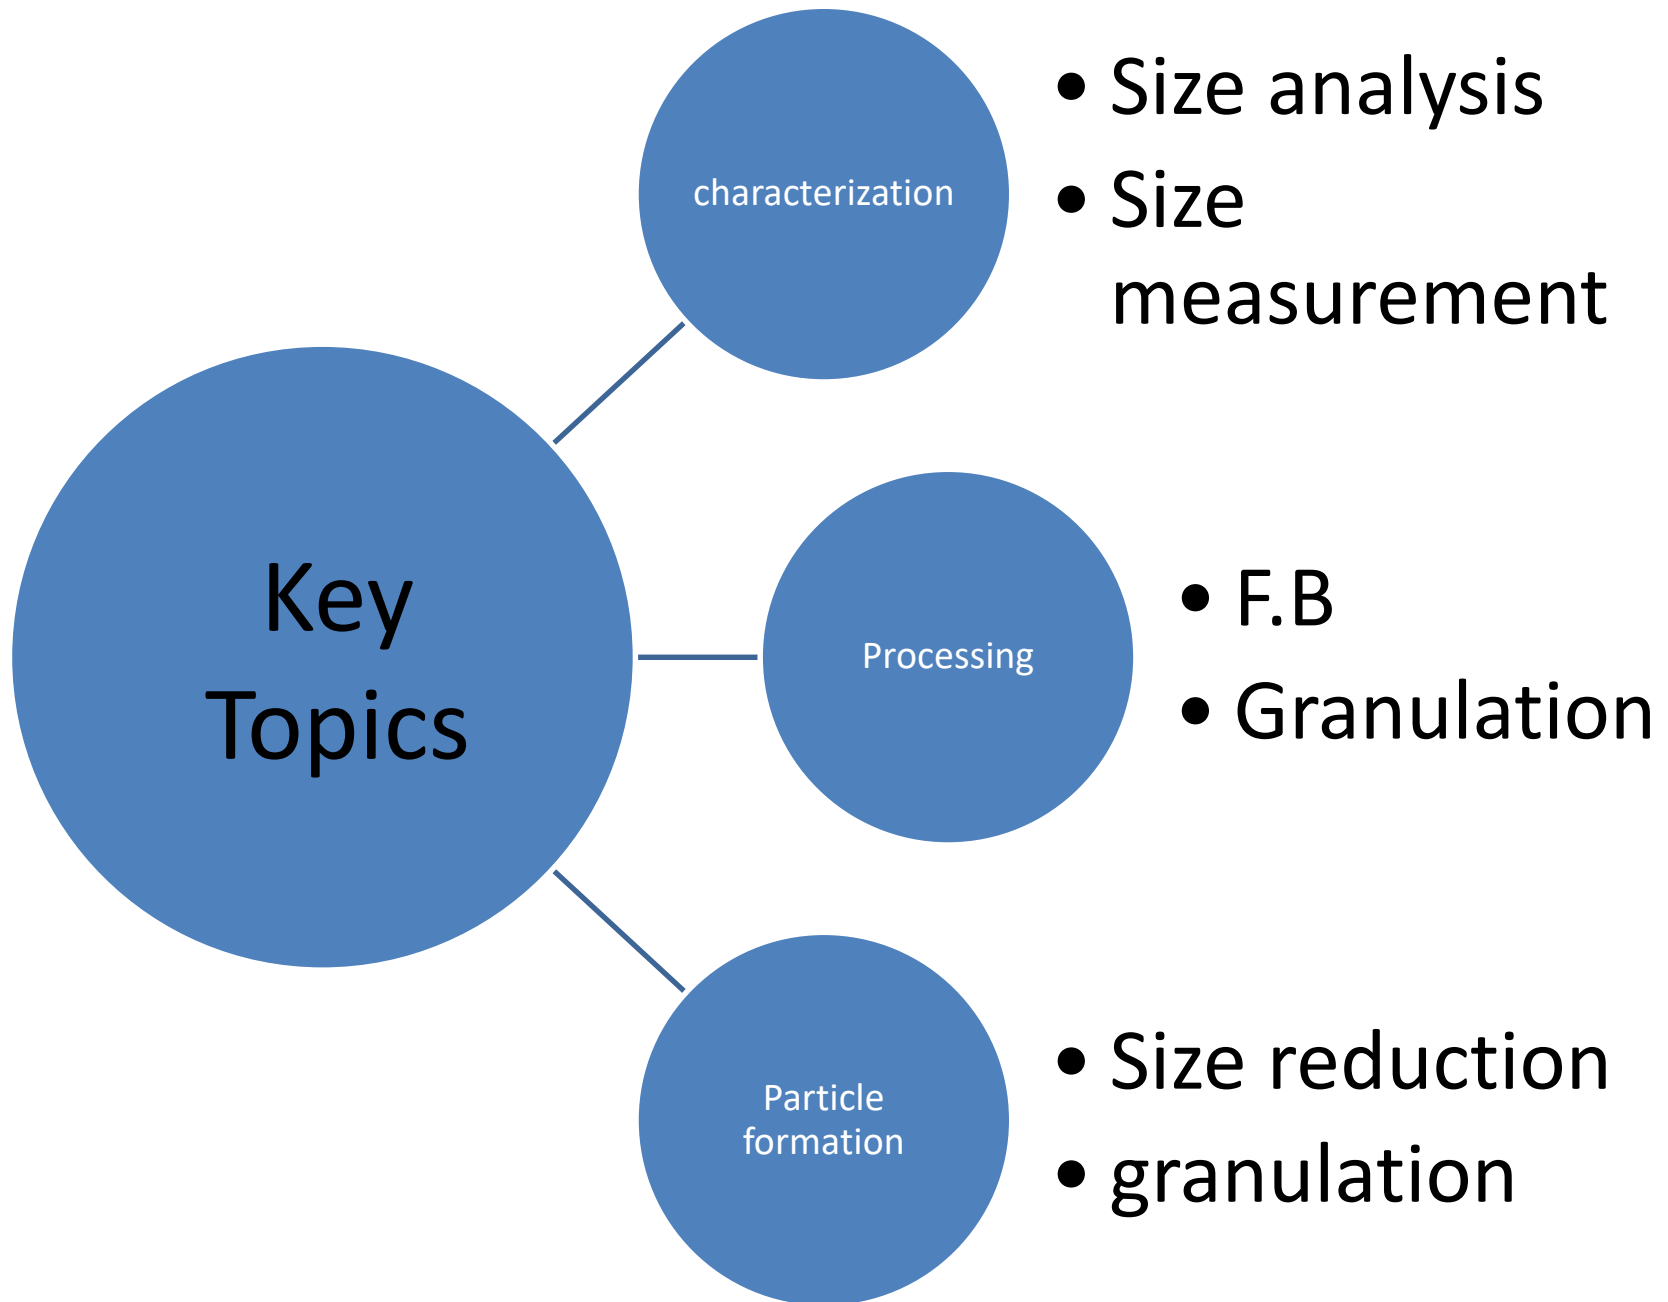 Key
Topics
characterization
• Size analysis
• Size
measurement
Processing
• F.B
• Granulation
Particle
formation
• Size reduction
• granulation